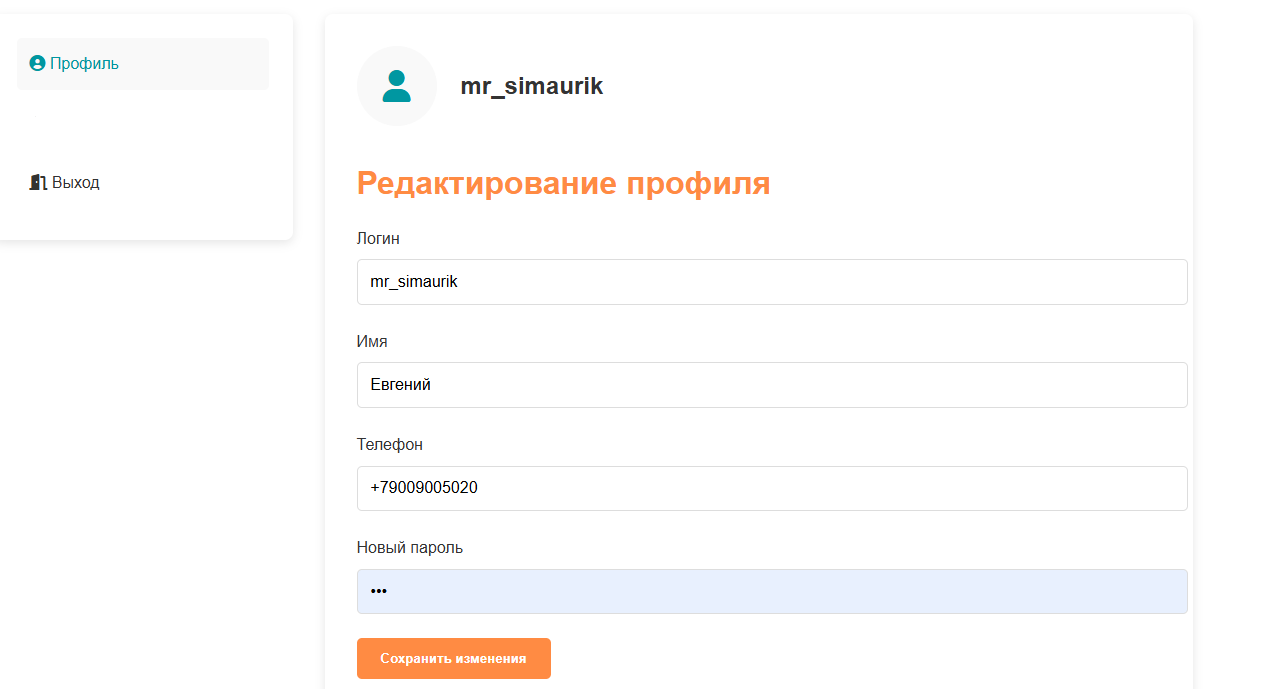 Профиль
Выход
mr_simaurik
Редактирование профиля
Логин
mr_simaurik
Имя
Евгений
Телефон
+79009005020
Новый пароль
•••
Сохранить изменения